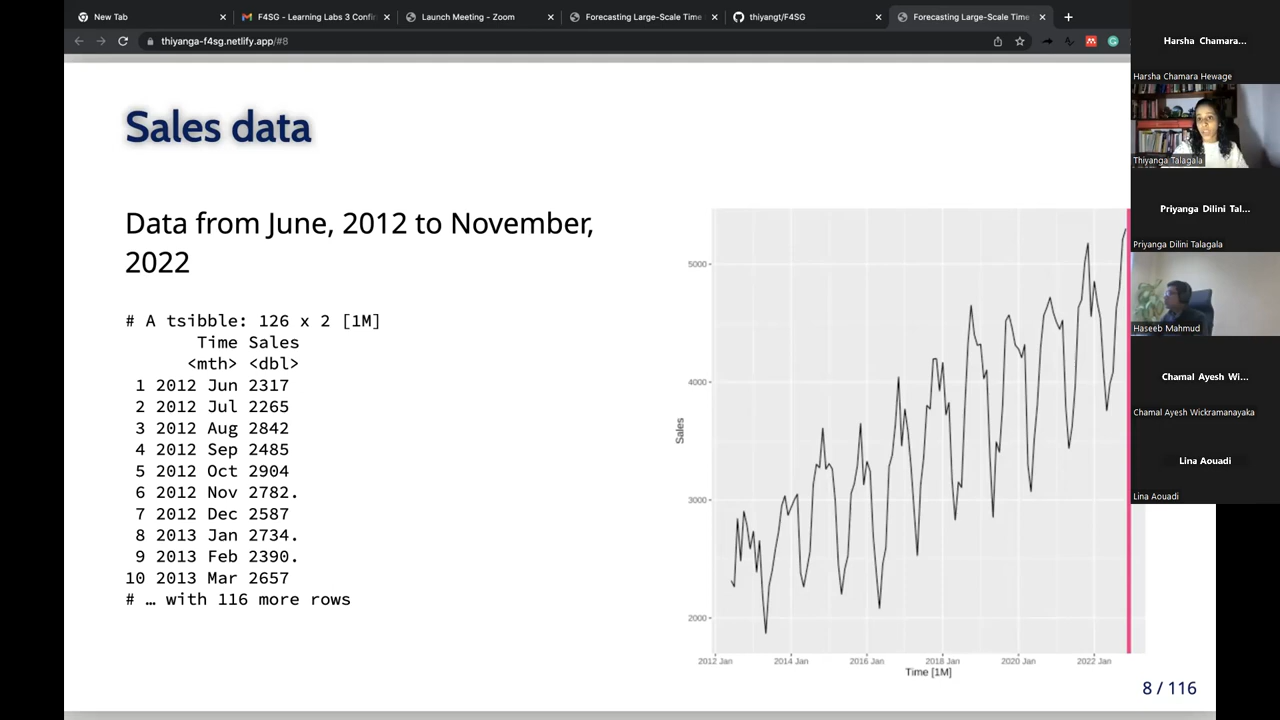 New Tab
F4SG - Learning Labs 3 Confir
Launch Meeting - Zoom
Forecasting Large-Scale Time
thiyangt/F4SG
Forecasting Large-Scale Time
thiyanga-f4sg.netlify.app/#8
Sales data
Data from June, 2012 to November,
2022
# A tsibble: 126 x 2 [1M]
Time Sales
<mth> <dbl>
1 2012 Jun 2317
2 2012 Jul 2265
3 2012 Aug 2842
4 2012 Sep 2485
5 2012 Oct 2904
6 2012 Nov 2782.
7 2012 Dec 2587
8 2013 Jan 2734.
9 2013 Feb 2390.
10 2013 Mar 2657
# … with 116 more rows
5000
4000
3000
2000
Sales
2012 Jan 2014 Jan 2016 Jan 2018 Jan 2020 Jan 2022 Jan
Time [1M]
8 / 116
Harsha Chamara...
Harsha Chamara Hewage
Thiyanga Talagala
Priyanga Dilini Tal...
Priyanga Dilini Talagala
Haseeb Mahmud
Chamal Ayesh Wi...
Chamal Ayesh Wickramanayaka
Lina Aouadi
Lina Aouadi